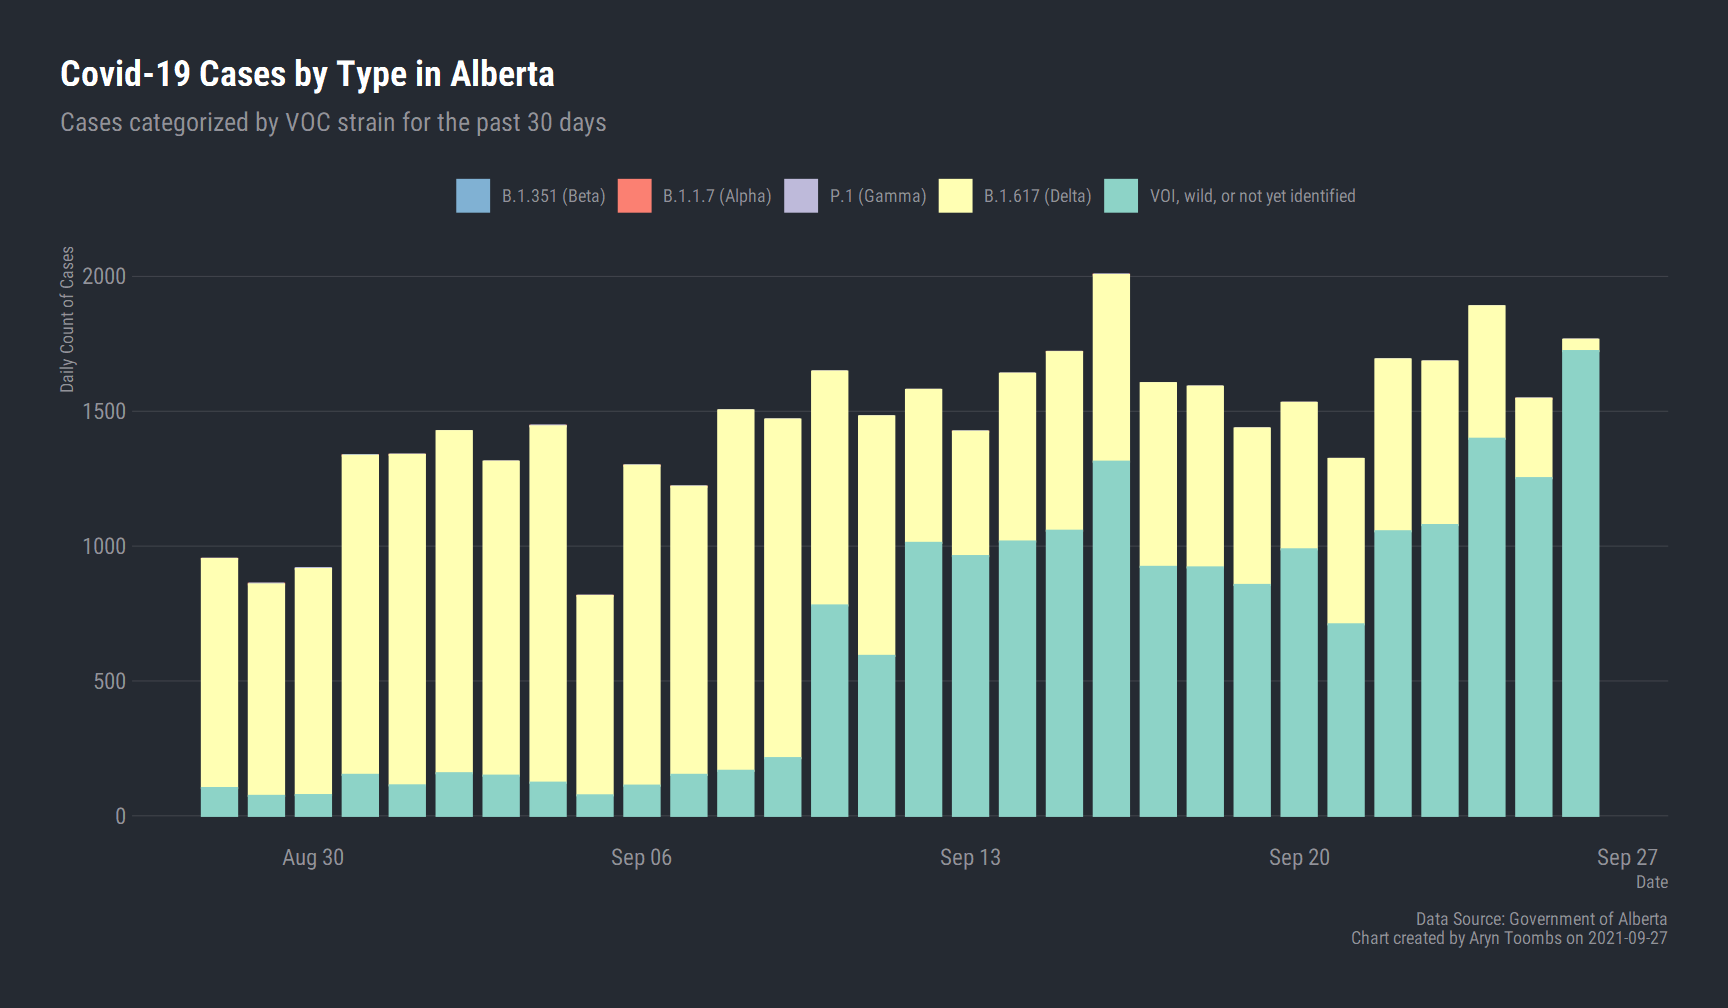 Covid-19 Cases by Type in Alberta
Cases categorized by VOC strain for the past 30 days
B.1.351 (Beta) B.1.1.7 (Alpha) P.1 (Gamma) B.1.617 (Delta) VOI, wild, or not yet identified
Daily Count of Cases
2000
1500
1000
500
0
Aug 30 Sep 06 Sep 13 Sep 20 Sep 27
Date
Data Source: Government of Alberta
Chart created by Aryn Toombs on 2021-09-27